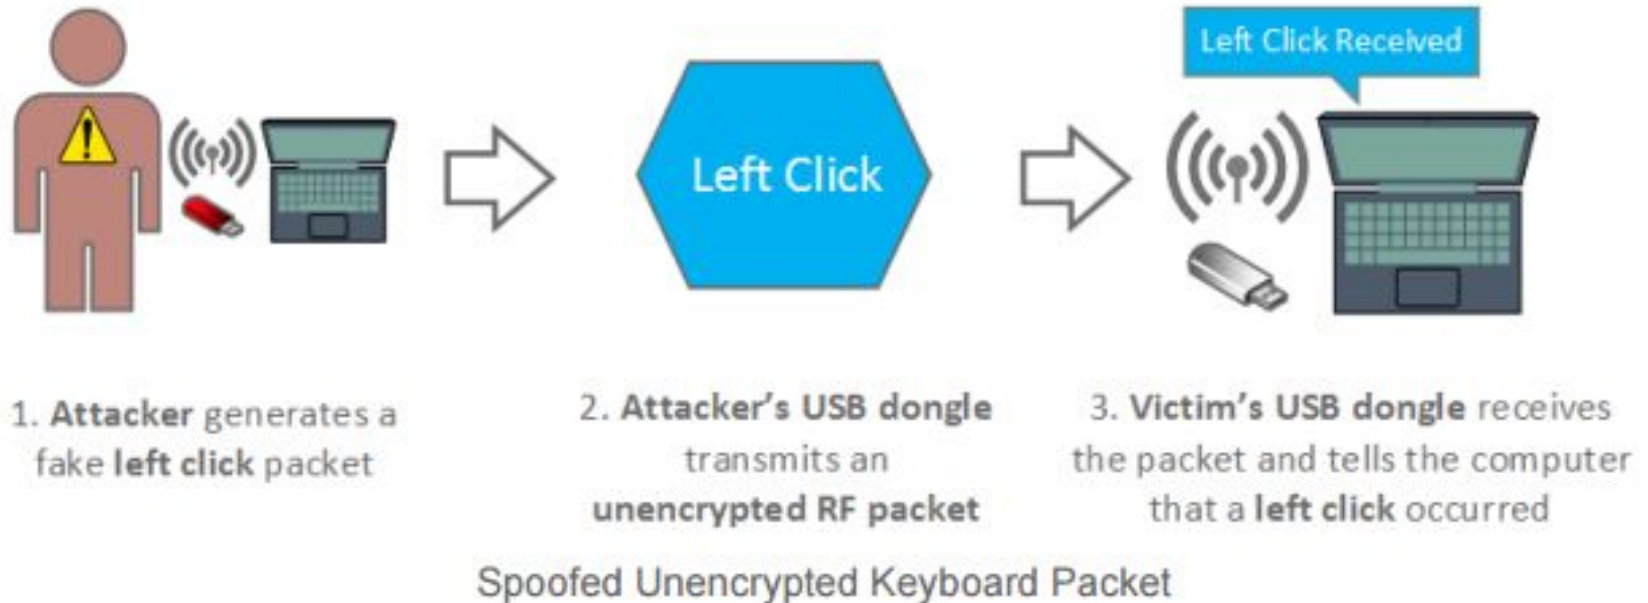 Left Click Received
Left Click
1. Attacker generates a
fake left click packet
2. Attacker's USB dongle
transmits an
unencrypted RF packet
3. Victim's USB dongle receives
the packet and tells the computer
that a left click occurred
Spoofed Unencrypted Keyboard Packet